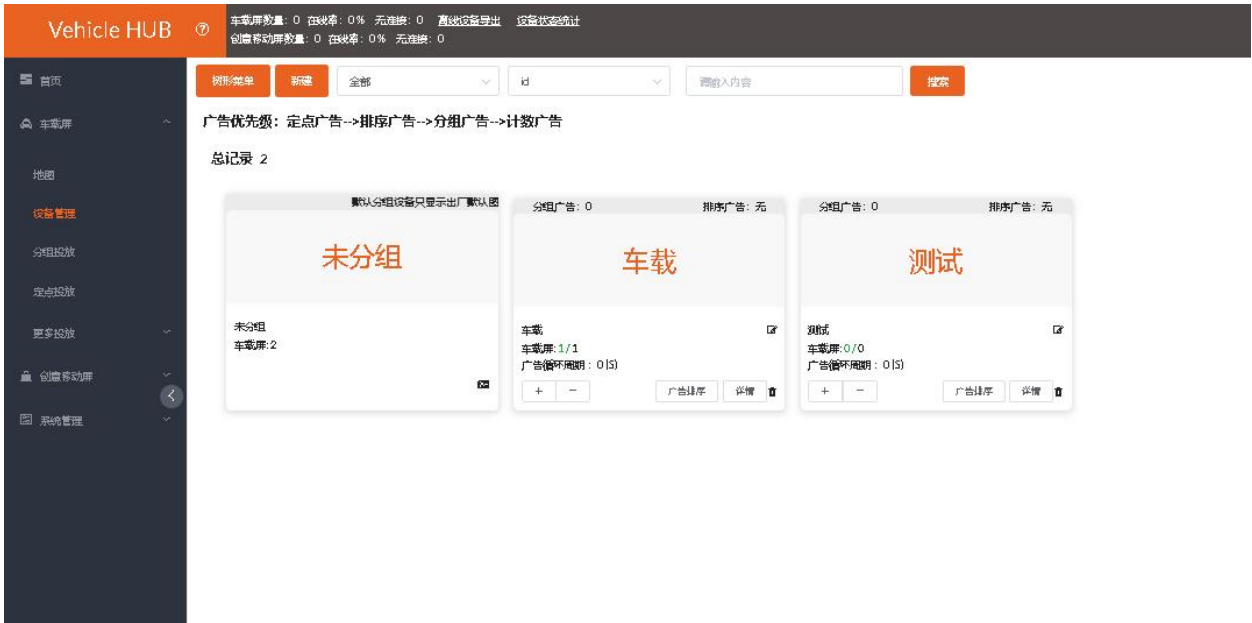 Vehicle HUB
车载屏数量: 0 在线率: 0% 无连接: 0 离线设备导出 设备状态统计
创意移动屏数量: 0 在线率: 0% 无连接: 0
首页
车载屏
地图
设备管理
分组投放
定点投放
更多投放
创意移动屏
系统管理
树形菜单 新建 全部 id 请输入内容 搜索
广告优先级: 定点广告-->排序广告-->分组广告-->计数广告
总记录 2
默认分组设备只显示出厂默认图
未分组
未分组
车载屏:2
分组广告: 0 排序广告: 无
车载
车载
车载屏:1/1
广告循环周期: 0(S)
+ − 广告排序 详情
分组广告: 0 排序广告: 无
测试
测试
车载屏:0/0
广告循环周期: 0(S)
+ − 广告排序 详情